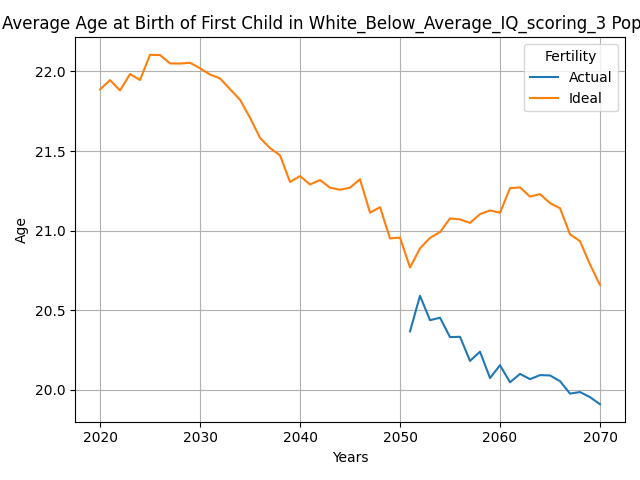 Average Age at Birth of First Child in White_Below_Average_IQ_scoring_3 Pop
Fertility
Actual
Ideal
22.0
21.5
21.0
20.5
20.0
Age
2020 2030 2040 2050 2060 2070
Years